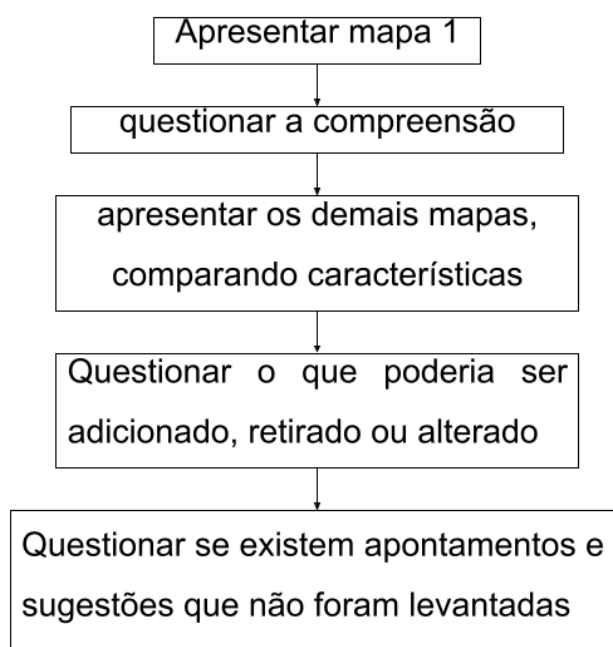 Apresentar mapa 1
questionar a compreensão
apresentar os demais mapas,
comparando características
Questionar o que poderia ser
adicionado, retirado ou alterado
Questionar se existem apontamentos e
sugestões que não foram levantadas